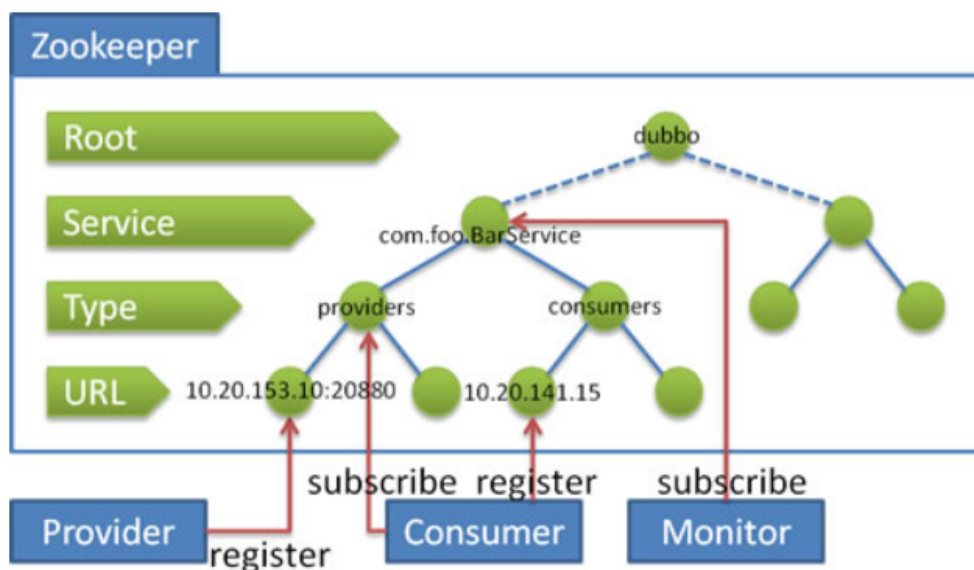 Zookeeper
Root
dubbo
Service
com.foo.BarService
Type
providers
consumers
URL
10.20.153.10:20880
10.20.141.15
subscribe
register
subscribe
Provider
Consumer
Monitor
register